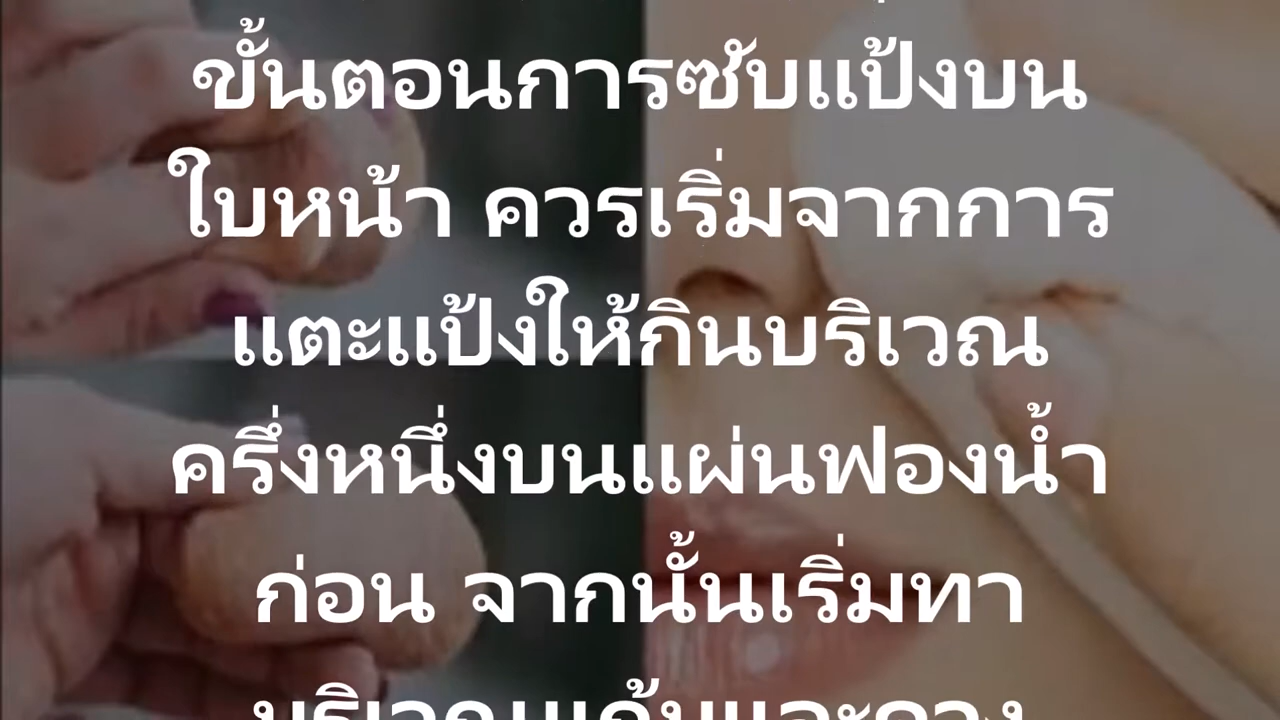 ขั้นตอนการซับแป้งบน
ใบหน้า ควรเริ่มจากการ
แตะแป้งให้กินบริเวณ
ครึ่งหนึ่งบนแผ่นฟองน้ำ
ก่อน จากนั้นเริ่มทา